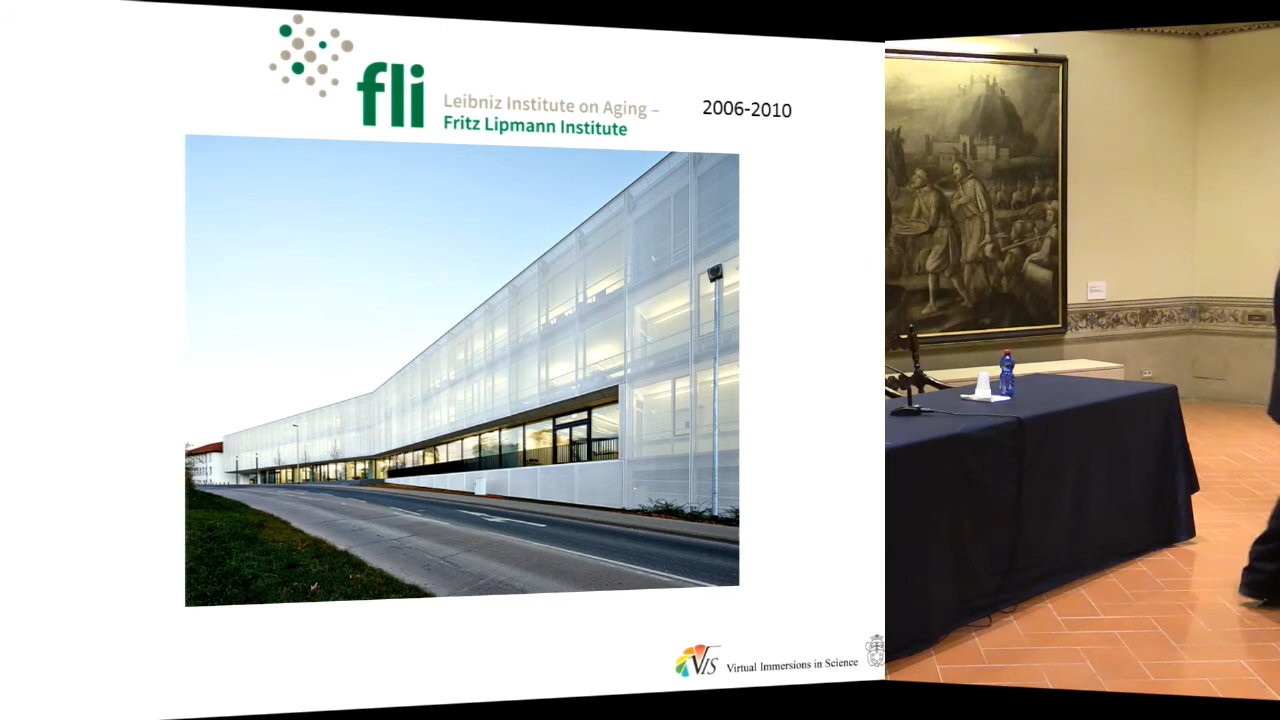 fli
Leibniz Institute on Aging –
Fritz Lipmann Institute
2006-2010
VIS
Virtual Immersions in Science